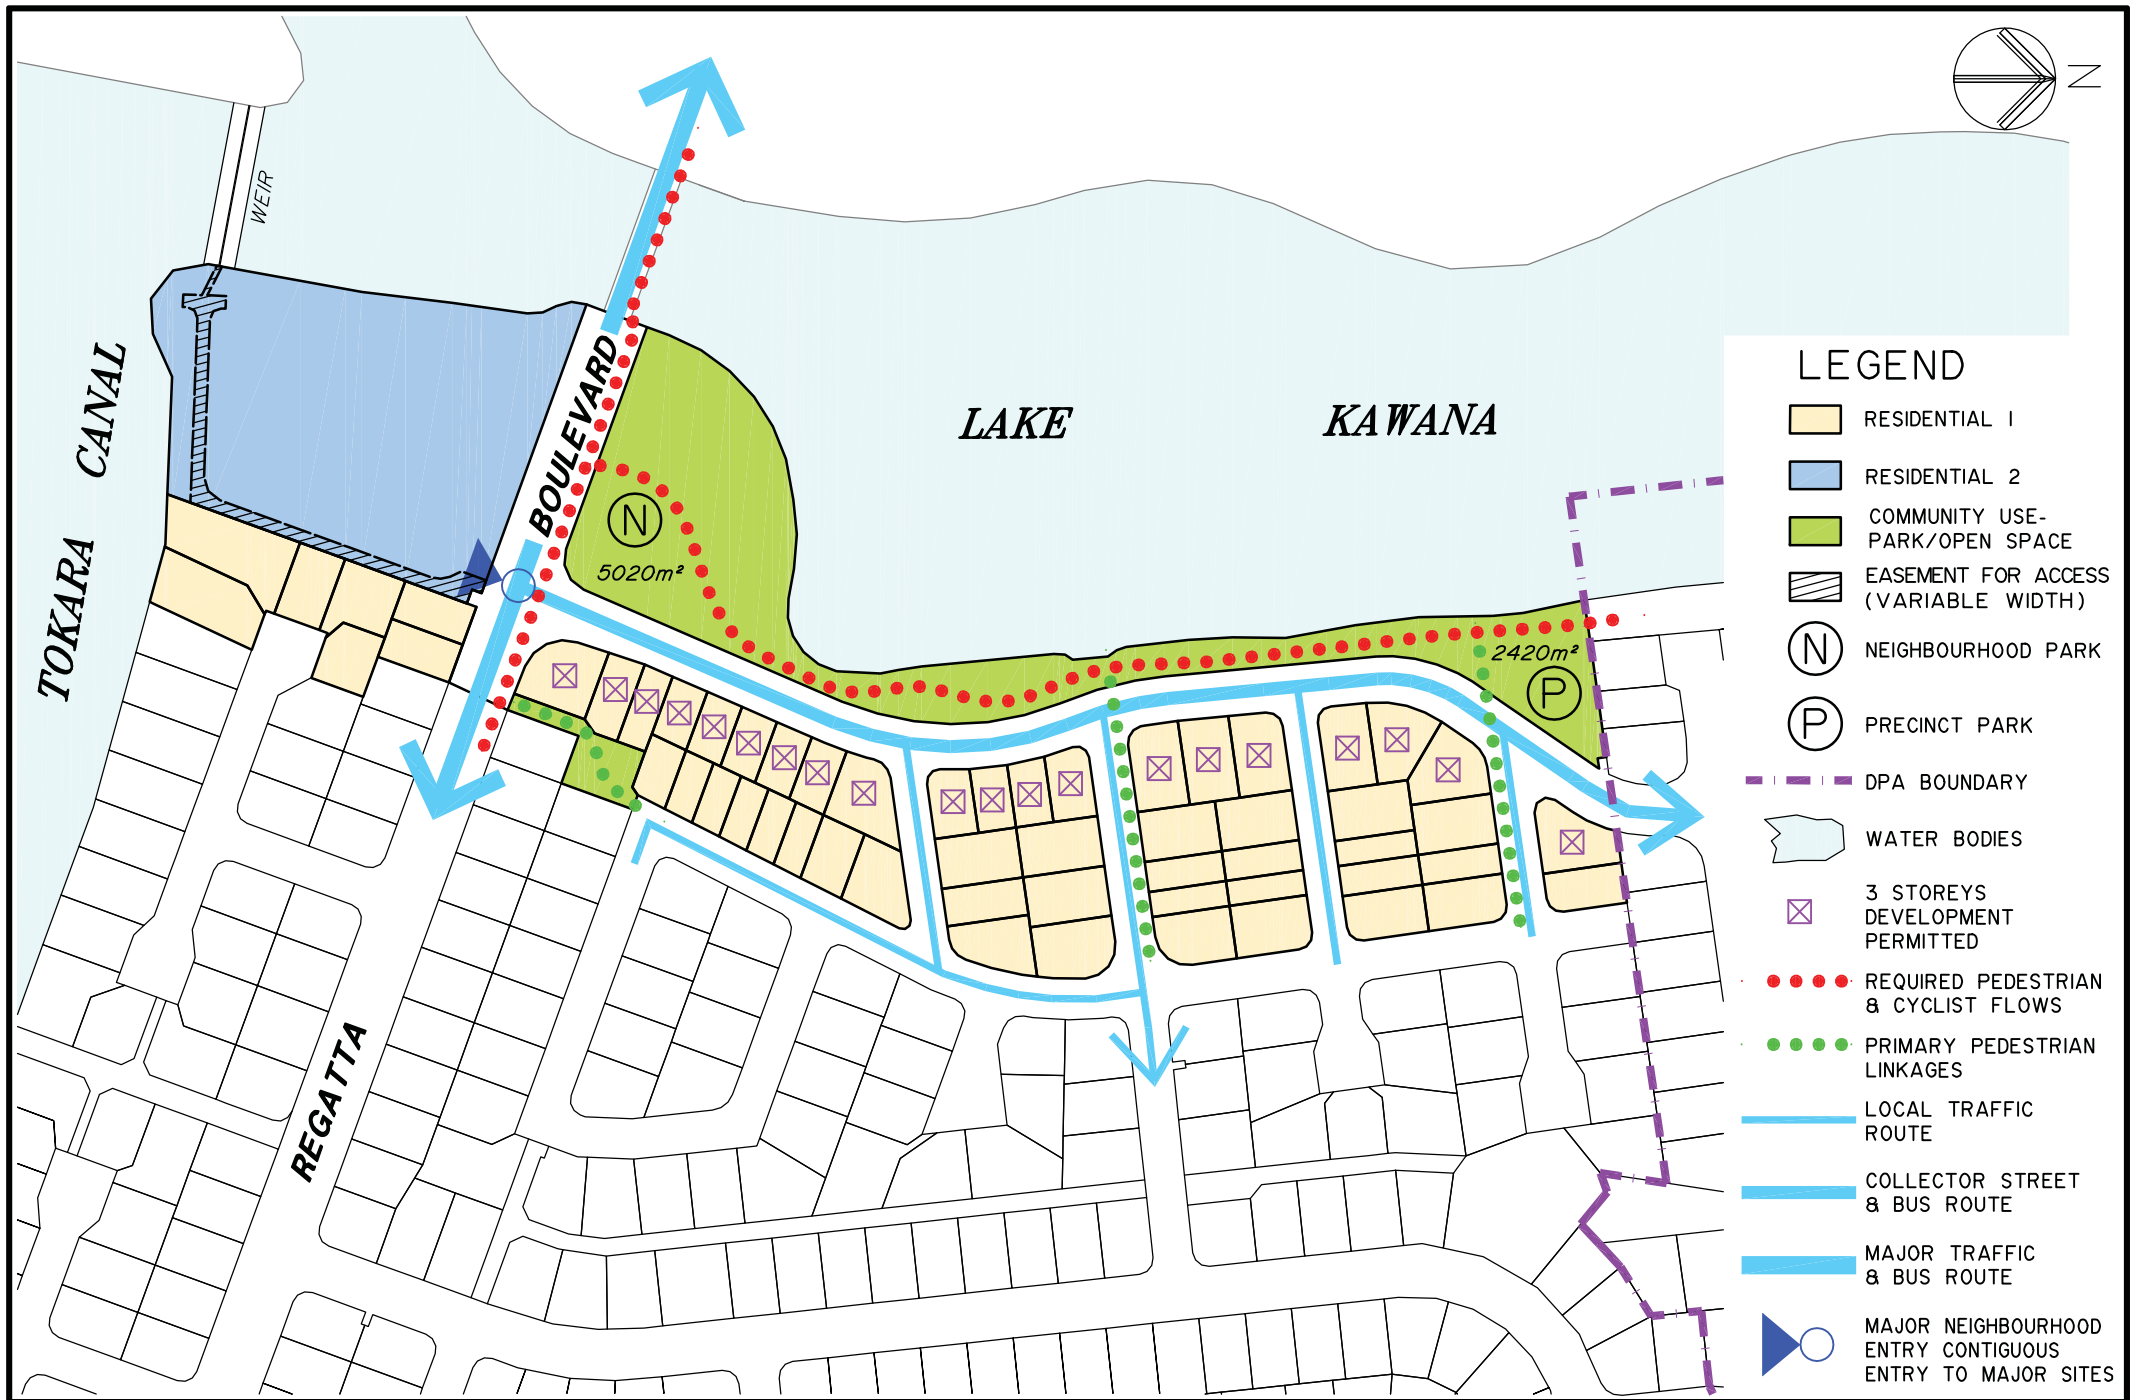 N
WEIR
TOKARA CANAL
BOULEVARD
LAKE KAWANA
N
5020m²
2420m²
P
REGATTA
LEGEND
RESIDENTIAL 1
RESIDENTIAL 2
COMMUNITY USE-
PARK/OPEN SPACE
EASEMENT FOR ACCESS
(VARIABLE WIDTH)
N
NEIGHBOURHOOD PARK
P
PRECINCT PARK
DPA BOUNDARY
WATER BODIES
3 STOREYS
DEVELOPMENT
PERMITTED
REQUIRED PEDESTRIAN
& CYCLIST FLOWS
PRIMARY PEDESTRIAN
LINKAGES
LOCAL TRAFFIC
ROUTE
COLLECTOR STREET
& BUS ROUTE
MAJOR TRAFFIC
& BUS ROUTE
MAJOR NEIGHBOURHOOD
ENTRY CONTIGUOUS
ENTRY TO MAJOR SITES